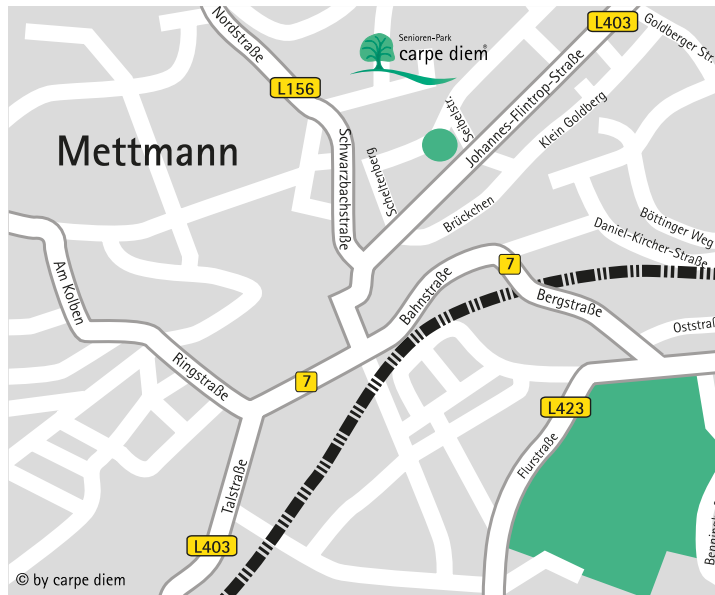 Nordstraße
L403
Goldberger Str.
Senioren-Park
carpe diem®
L156
Johannes-Flintrop-Straße
Seibelstr.
Klein Goldberg
Mettmann
Schwarzbachstraße
Scheltenberg
Brückchen
Böttinger Weg
Daniel-Kircher-Straße
Am Kolben
7
Bahnstraße
Bergstraße
Oststraß
Ringstraße
7
L423
Flurstraße
Talstraße
L403
© by carpe diem